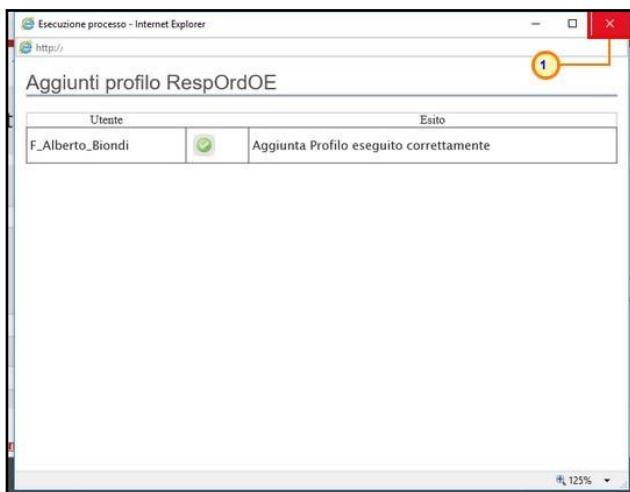 Esecuzione processo - Internet Explorer
http:/
1
Aggiunti profilo RespOrdOE
Utente Esito
F_Alberto_Biondi Aggiunta Profilo eseguito correttamente
125%